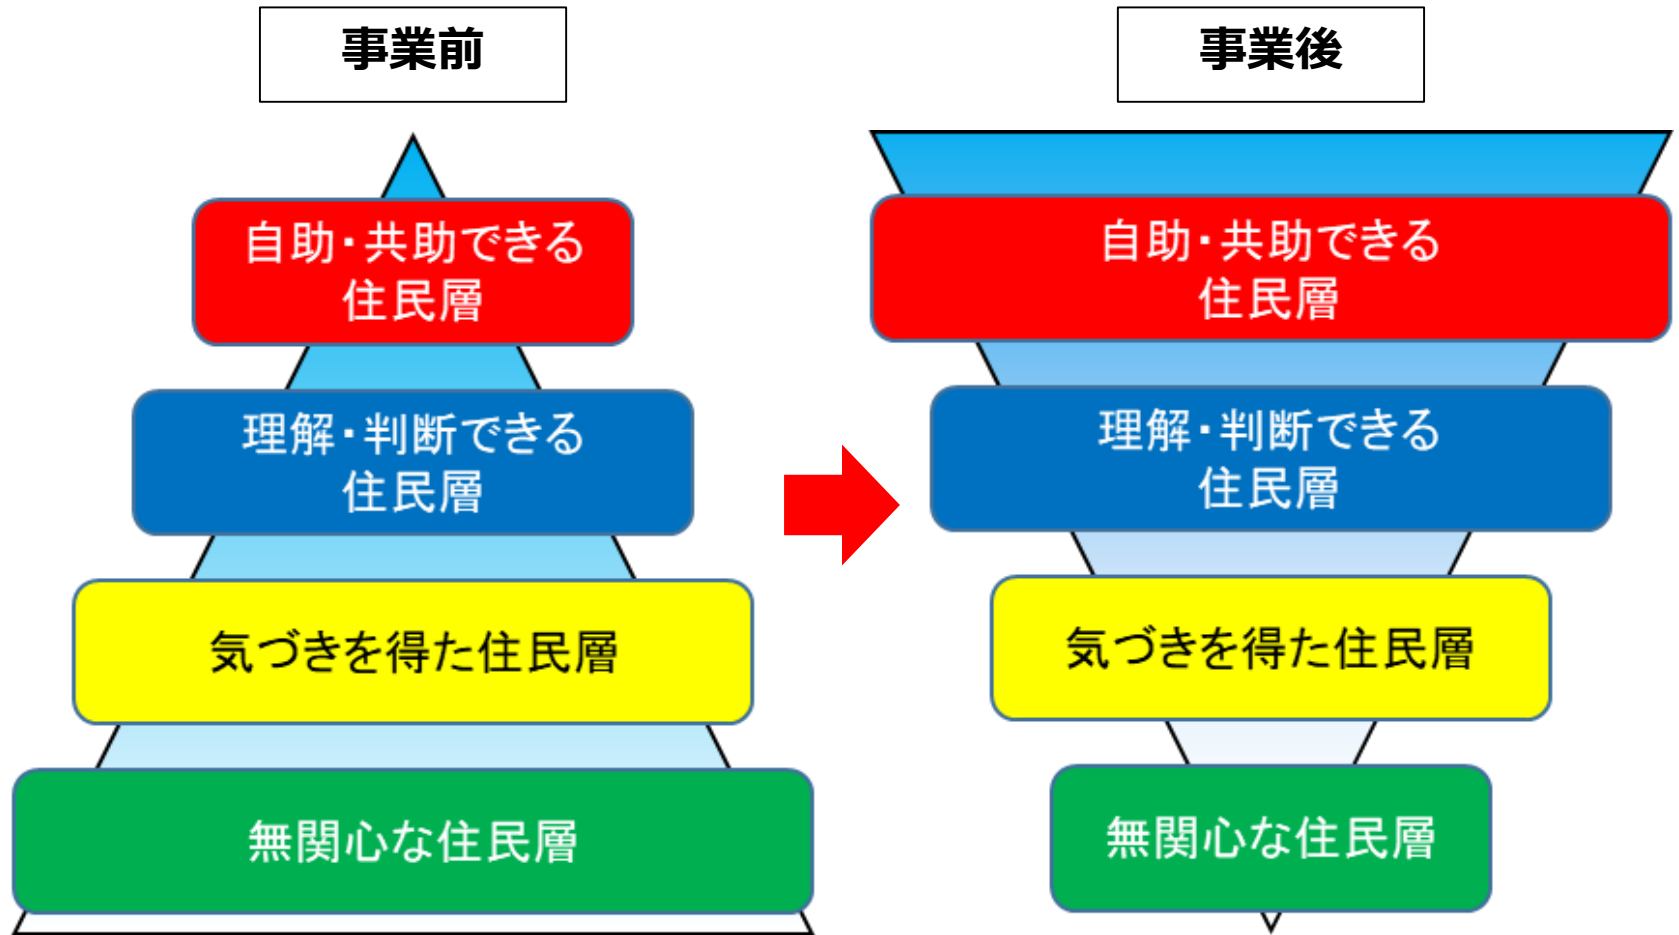 事業前
自助・共助できる
住民層
理解・判断できる
住民層
気づきを得た住民層
無関心な住民層
事業後
自助・共助できる
住民層
理解・判断できる
住民層
気づきを得た住民層
無関心な住民層